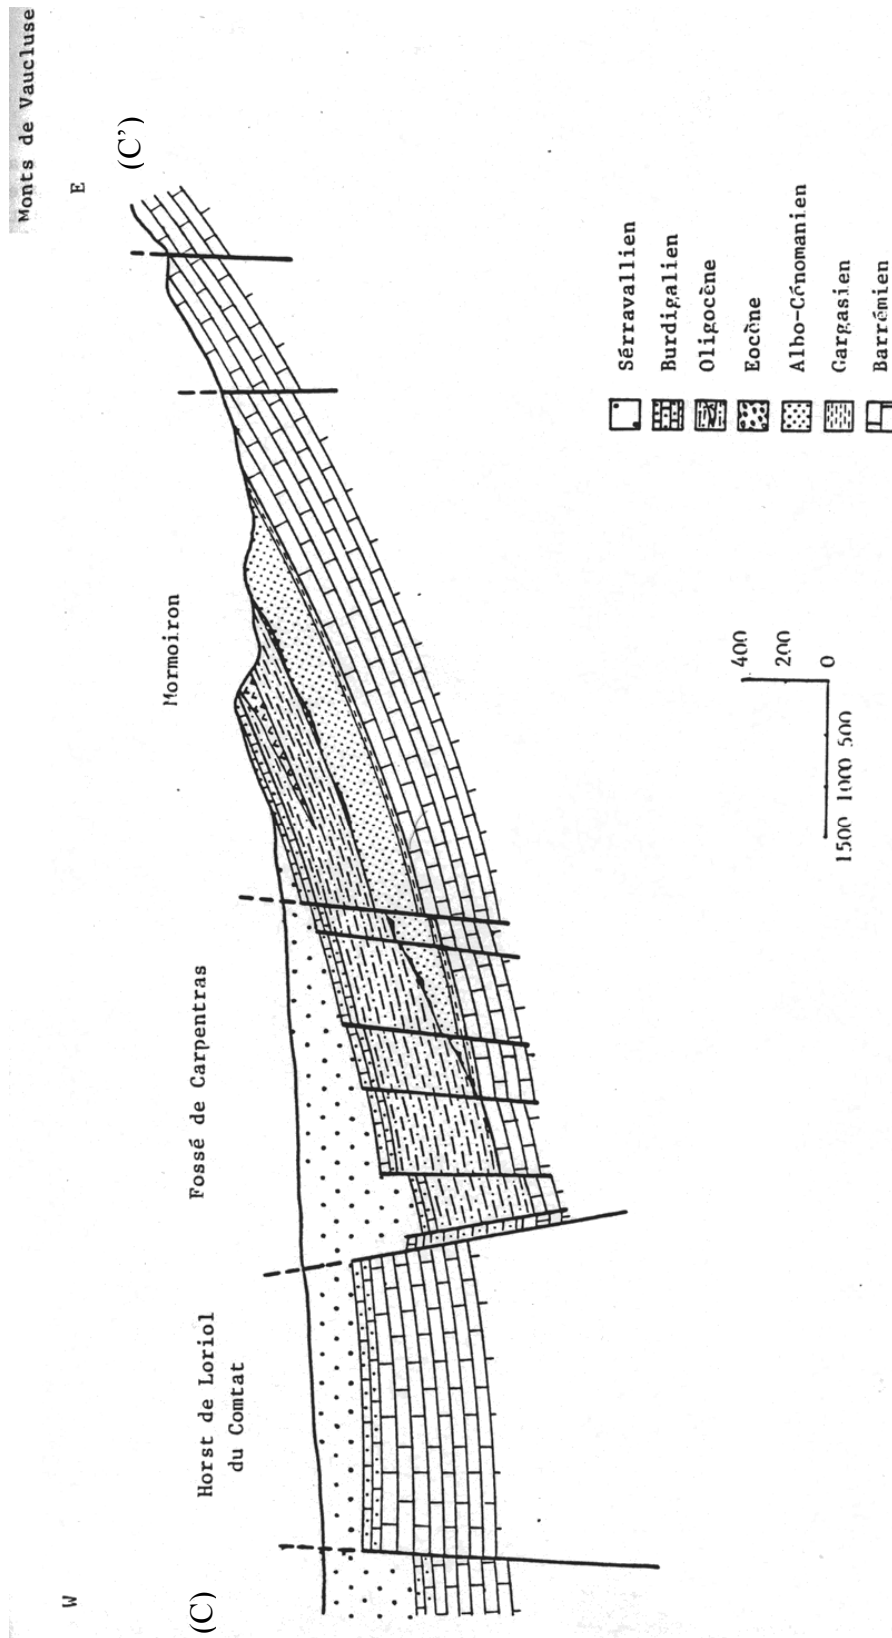 Monts de Vaucluse
W
E
(C)
(C’)
Horst de Loriol
du Comtat
Fossé de Carpentras
Mormoiron
Sérravallien
Burdigalien
Oligocène
Eocène
Albo-Cénomanien
Gargasien
Barrémien
400
200
0
1500 1000 500